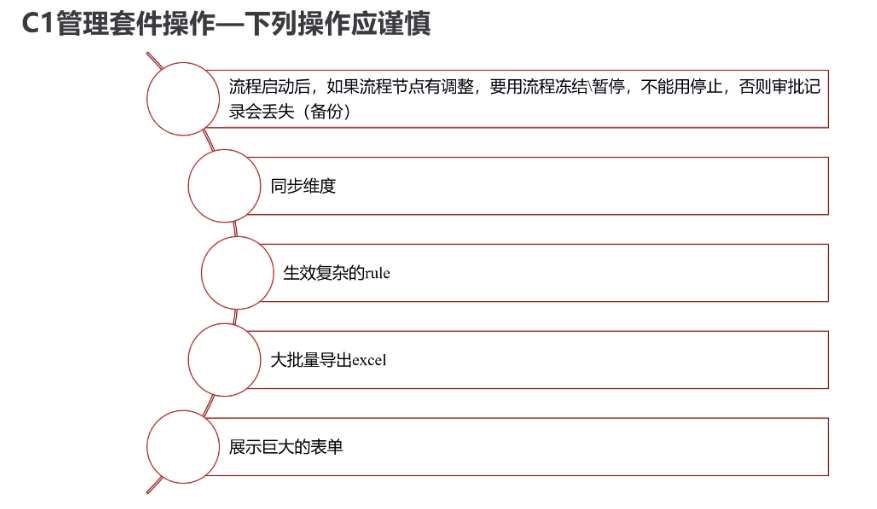 C1管理套件操作—下列操作应谨慎
流程启动后，如果流程节点有调整，要用流程冻结\暂停，不能用停止，否则审批记
录会丢失（备份）
同步维度
生效复杂的rule
大批量导出excel
展示巨大的表单